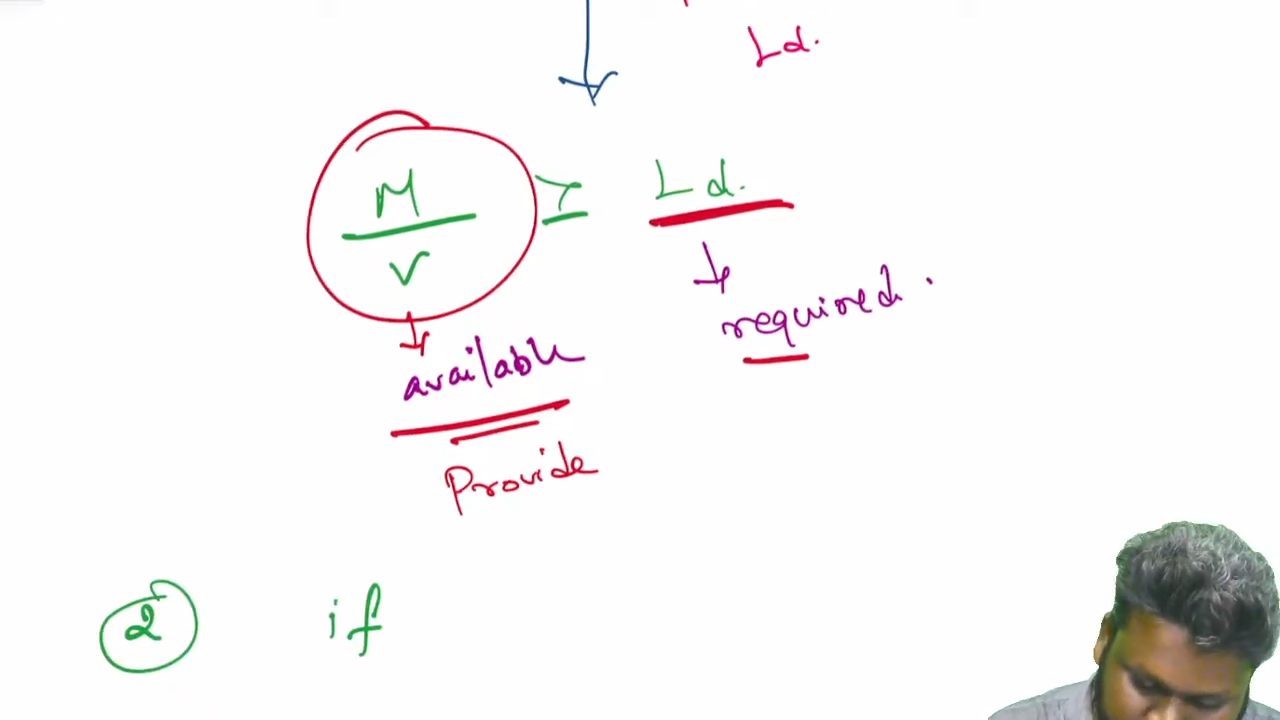 Ld.
M/V ≥ Ld.
required.
available
Provide
2 if